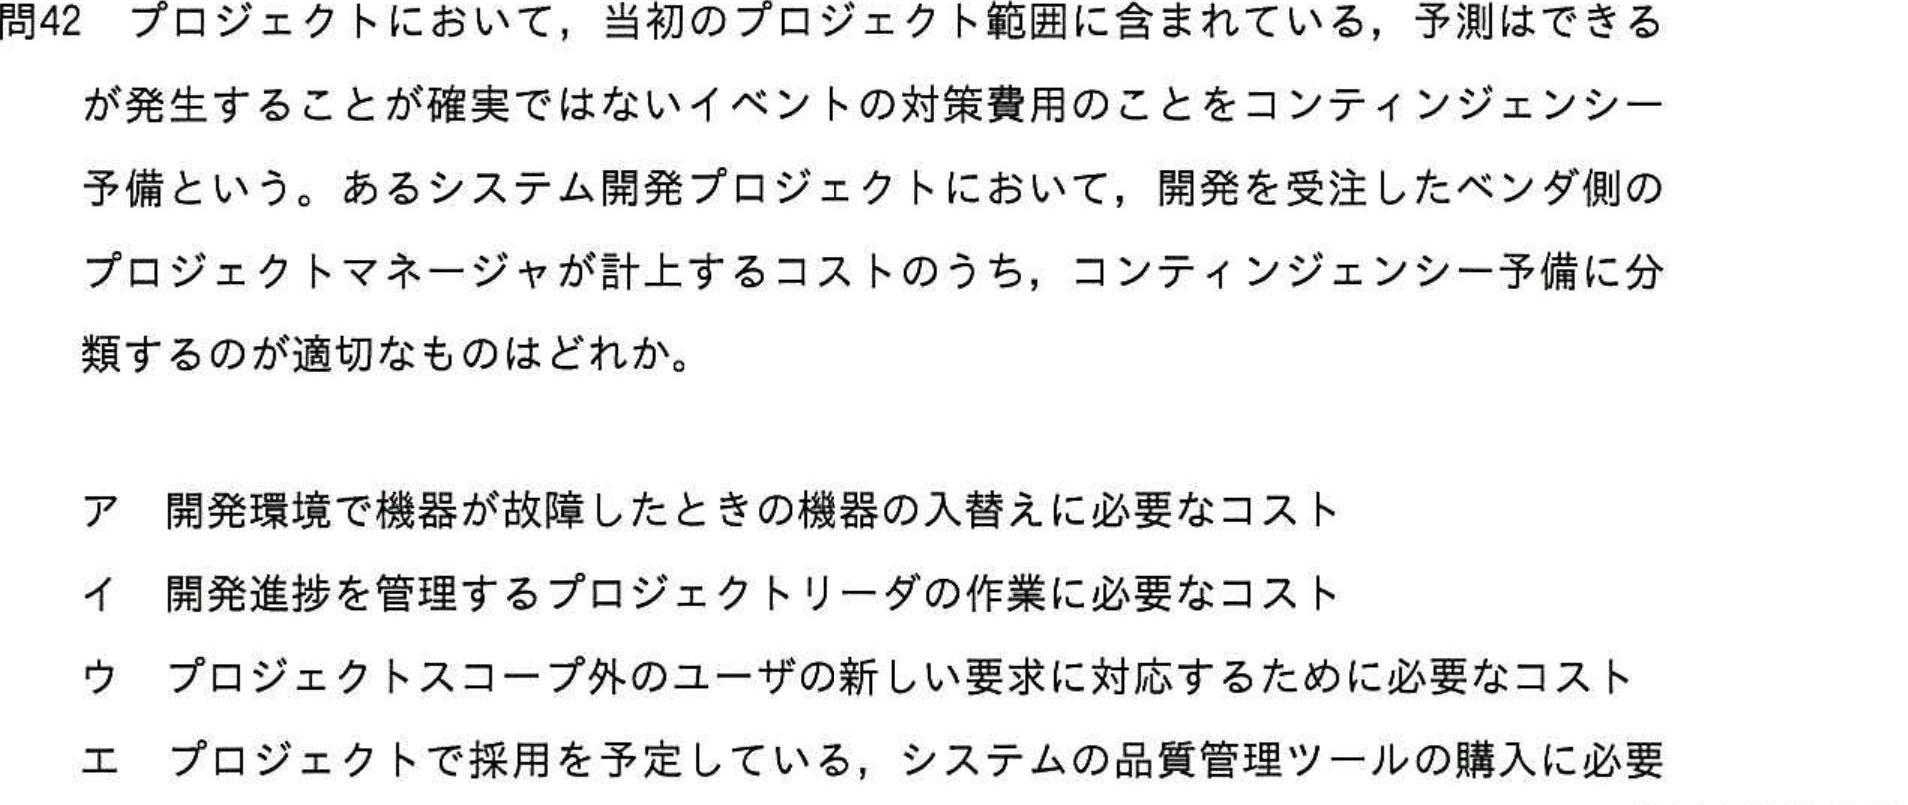 問42　プロジェクトにおいて，当初のプロジェクト範囲に含まれている，予測はできる
が発生することが確実ではないイベントの対策費用のことをコンティンジェンシー
予備という。あるシステム開発プロジェクトにおいて，開発を受注したベンダ側の
プロジェクトマネージャが計上するコストのうち，コンティンジェンシー予備に分
類するのが適切なものはどれか。
ア　開発環境で機器が故障したときの機器の入替えに必要なコスト
イ　開発進捗を管理するプロジェクトリーダの作業に必要なコスト
ウ　プロジェクトスコープ外のユーザの新しい要求に対応するために必要なコスト
エ　プロジェクトで採用を予定している，システムの品質管理ツールの購入に必要